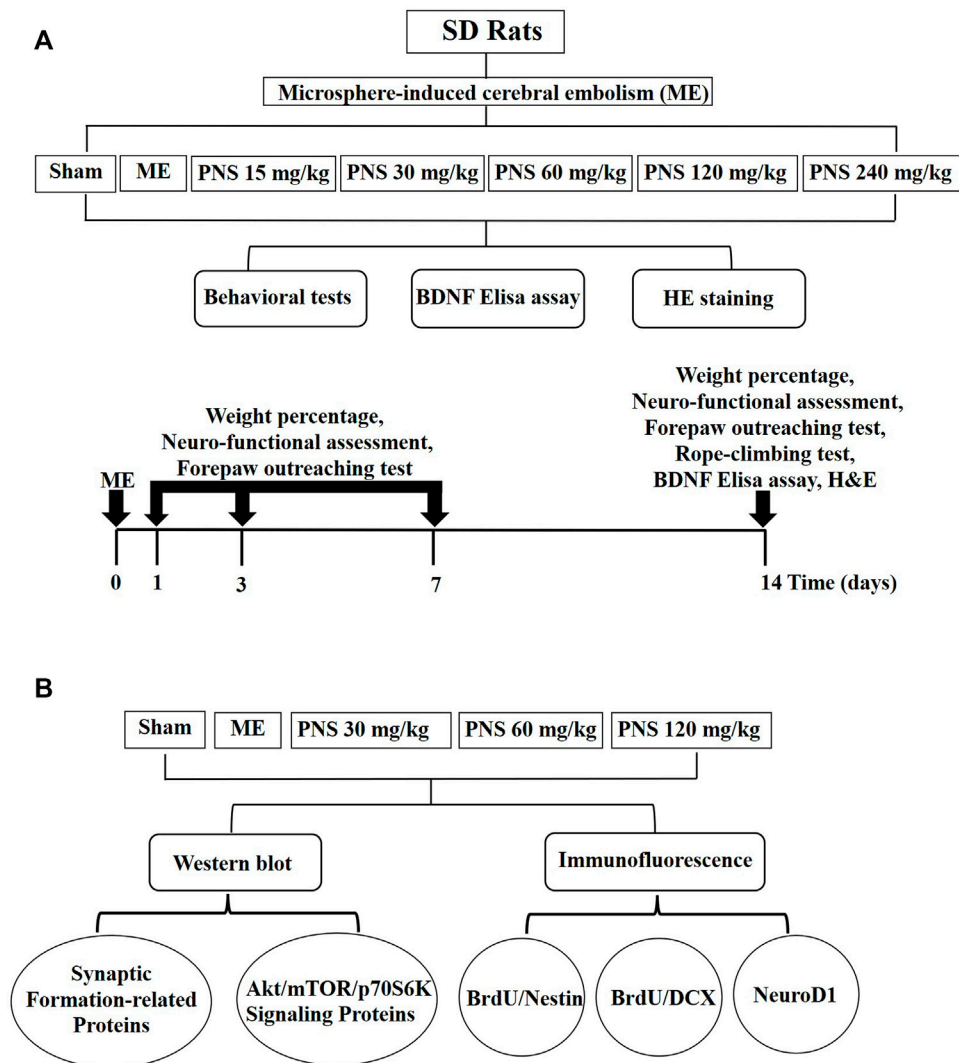 A
SD Rats
Microsphere-induced cerebral embolism (ME)
Sham
ME
PNS 15 mg/kg
PNS 30 mg/kg
PNS 60 mg/kg
PNS 120 mg/kg
PNS 240 mg/kg
Behavioral tests
BDNF Elisa assay
HE staining
Weight percentage,
Neuro-functional assessment,
Forepaw outreaching test
Weight percentage,
Neuro-functional assessment,
Forepaw outreaching test,
Rope-climbing test,
BDNF Elisa assay, H&E
ME
0
1
3
7
14 Time (days)
B
Sham
ME
PNS 30 mg/kg
PNS 60 mg/kg
PNS 120 mg/kg
Western blot
Immunofluorescence
Synaptic
Formation-related
Proteins
Akt/mTOR/p70S6K
Signaling Proteins
BrdU/Nestin
BrdU/DCX
NeuroD1